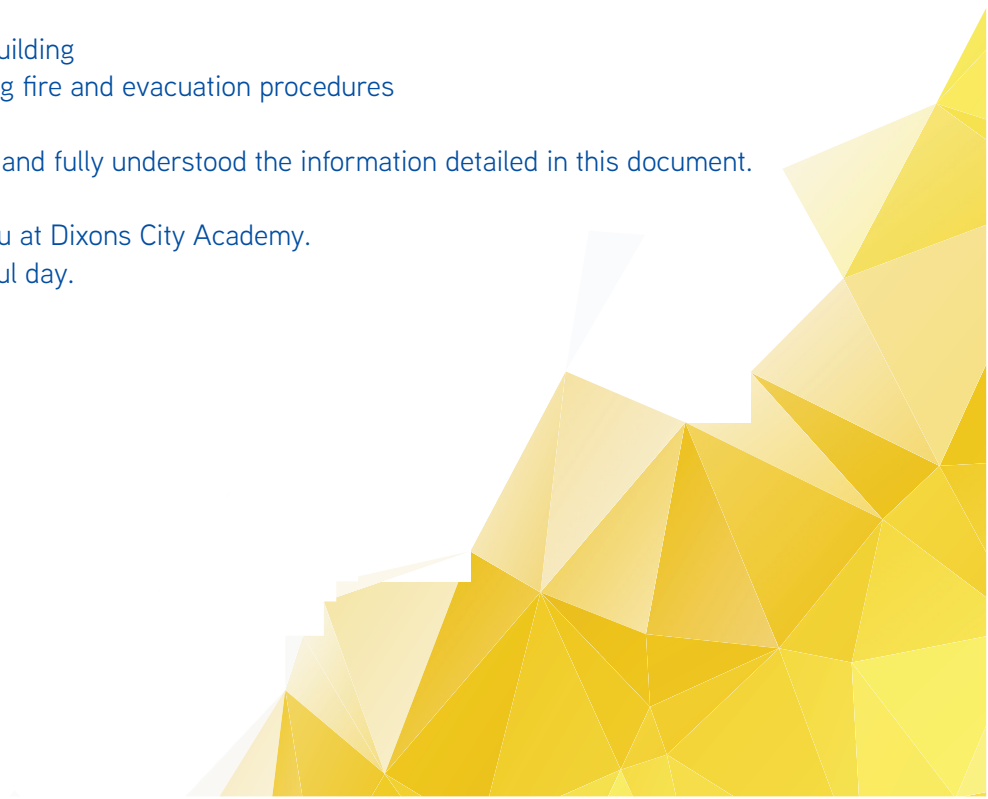 uilding
g fire and evacuation procedures
and fully understood the information detailed in this document.
u at Dixons City Academy.
ul day.